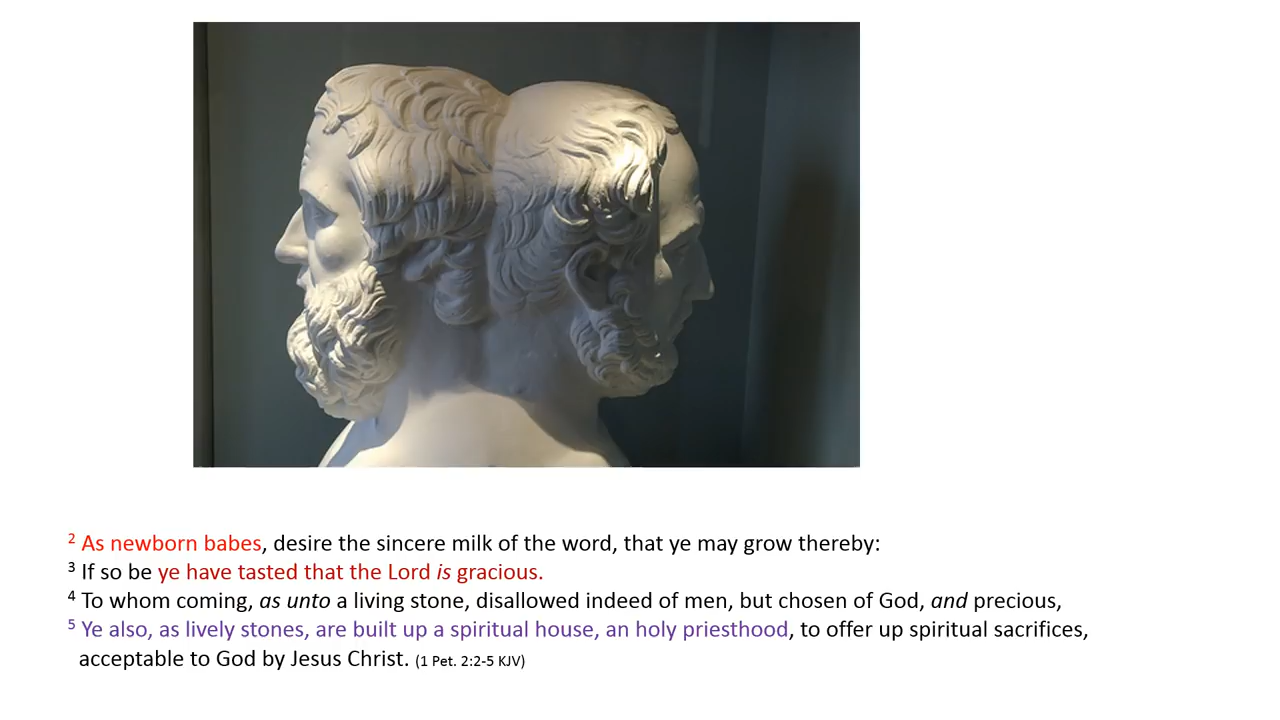 2 As newborn babes, desire the sincere milk of the word, that ye may grow thereby:
3 If so be ye have tasted that the Lord is gracious.
4 To whom coming, as unto a living stone, disallowed indeed of men, but chosen of God, and precious,
5 Ye also, as lively stones, are built up a spiritual house, an holy priesthood, to offer up spiritual sacrifices,
acceptable to God by Jesus Christ. (1 Pet. 2:2-5 KJV)